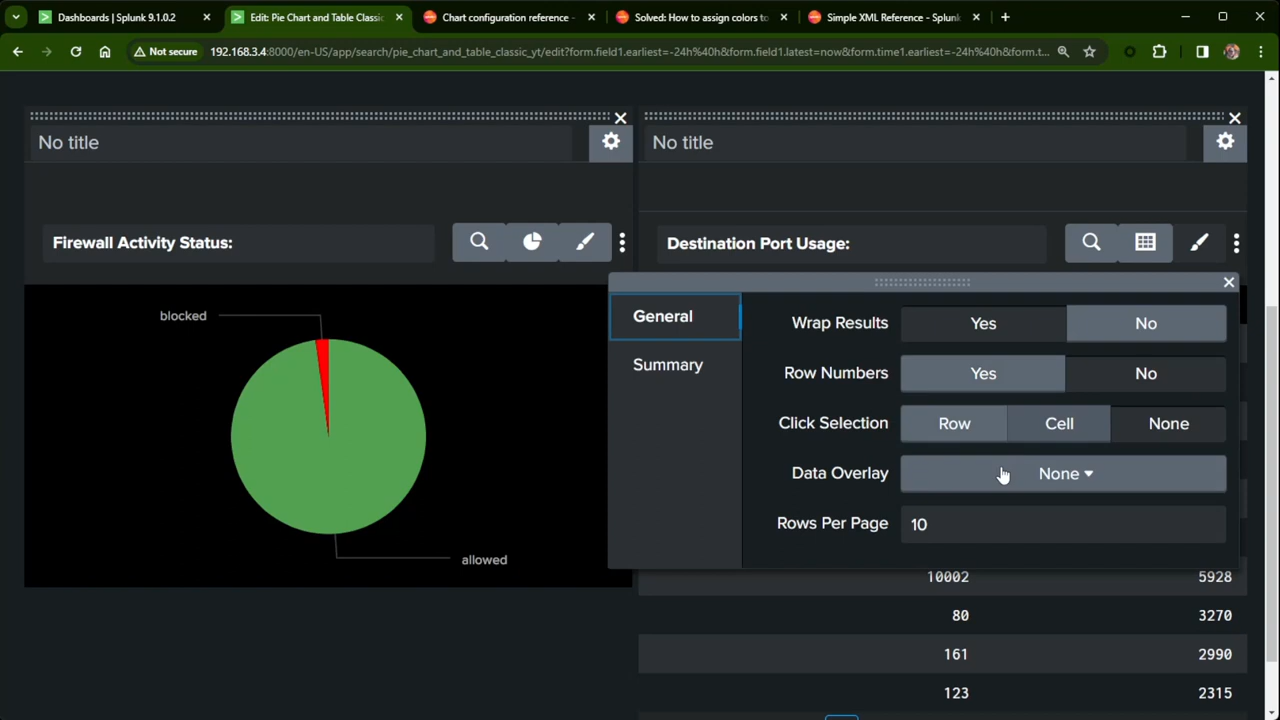 Dashboards | Splunk 9.1.0.2
Edit: Pie Chart and Table Classic
Chart configuration reference -
Solved: How to assign colors to
Simple XML Reference - Splunk
Not secure
192.168.3.4:8000/en-US/app/search/pie_chart_and_table_classic_yt/edit?form.field1.earliest=-24h%40h&form.field1.latest=now&form.time1.earliest=-24h%40h&form.t...
No title
No title
Firewall Activity Status:
Destination Port Usage:
blocked
allowed
General
Summary
Wrap Results
Yes
No
Row Numbers
Yes
No
Click Selection
Row
Cell
None
Data Overlay
None
Rows Per Page
10
10002 5928
80 3270
161 2990
123 2315